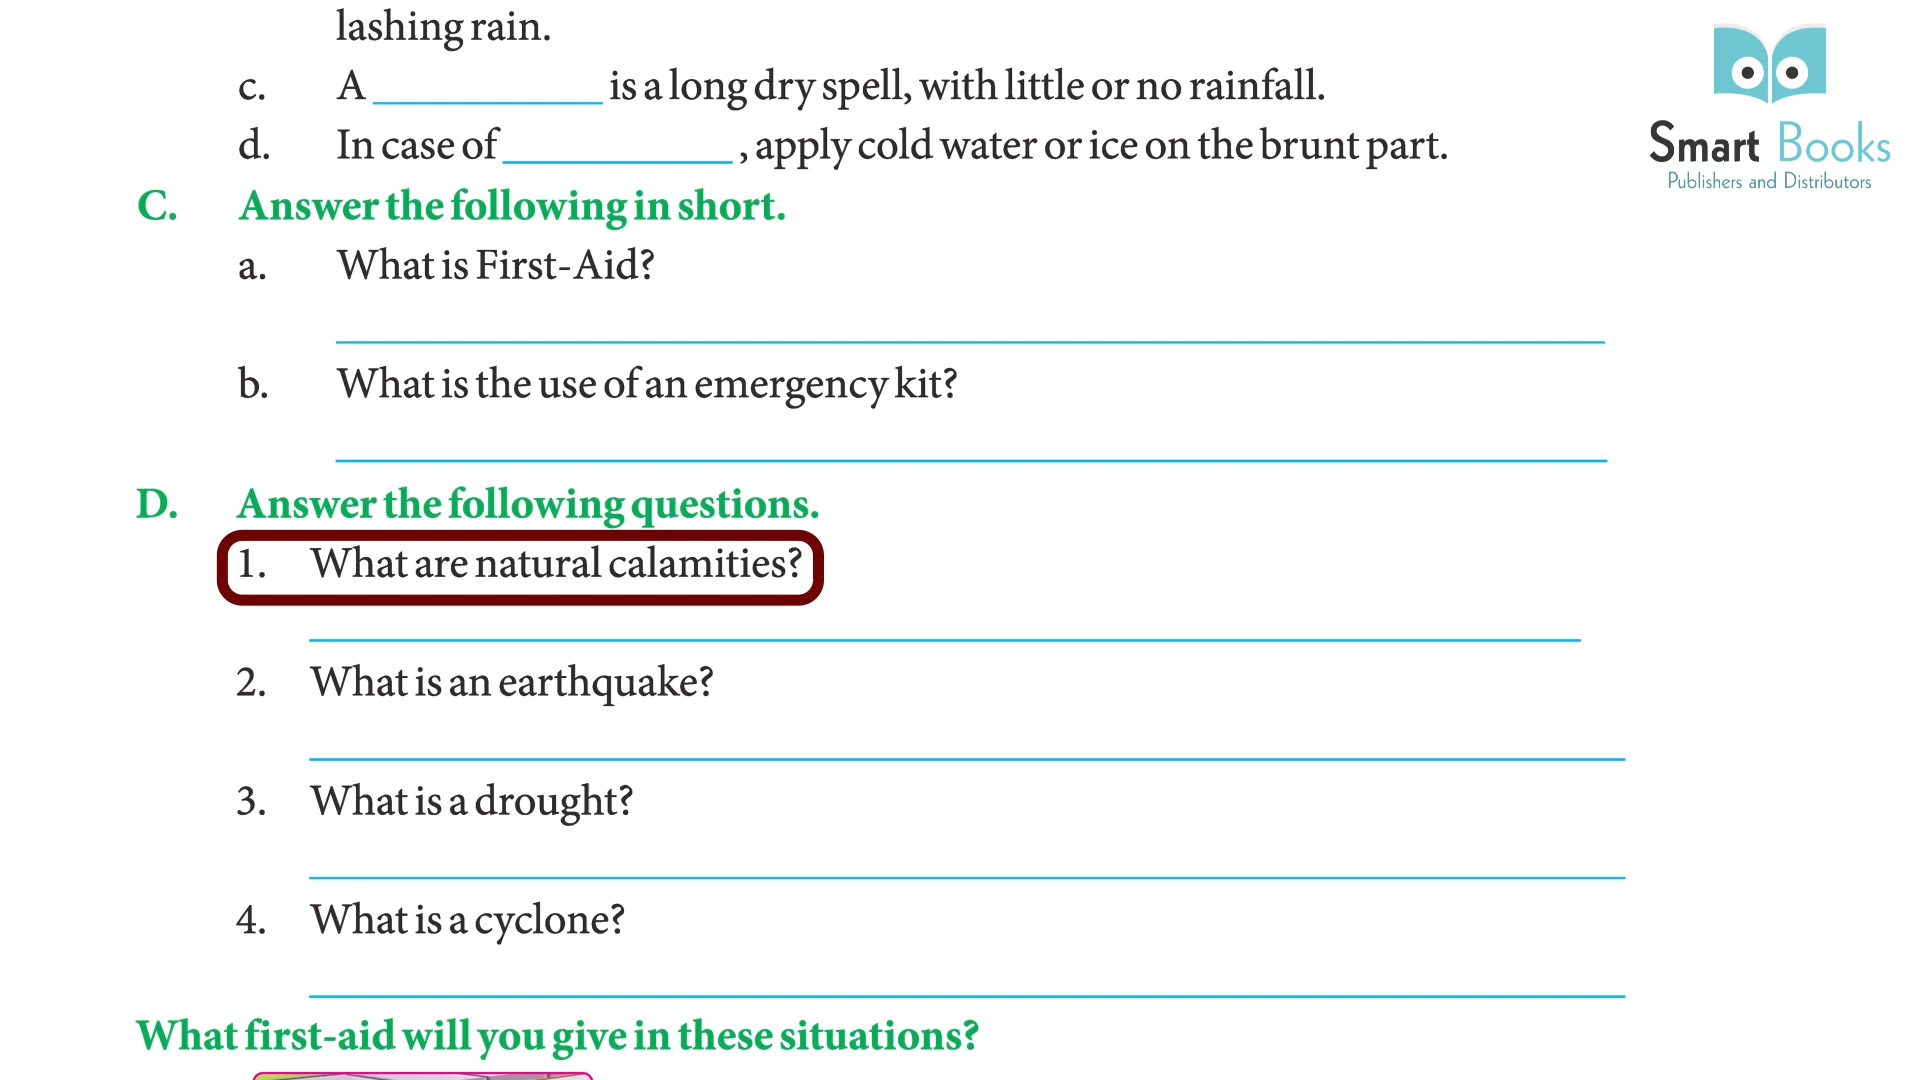 lashing rain.
c. A __________ is a long dry spell, with little or no rainfall.
d. In case of __________ , apply cold water or ice on the brunt part.
Smart Books
Publishers and Distributors
C. Answer the following in short.
a. What is First-Aid?
b. What is the use of an emergency kit?
D. Answer the following questions.
1. What are natural calamities?
2. What is an earthquake?
3. What is a drought?
4. What is a cyclone?
What first-aid will you give in these situations?